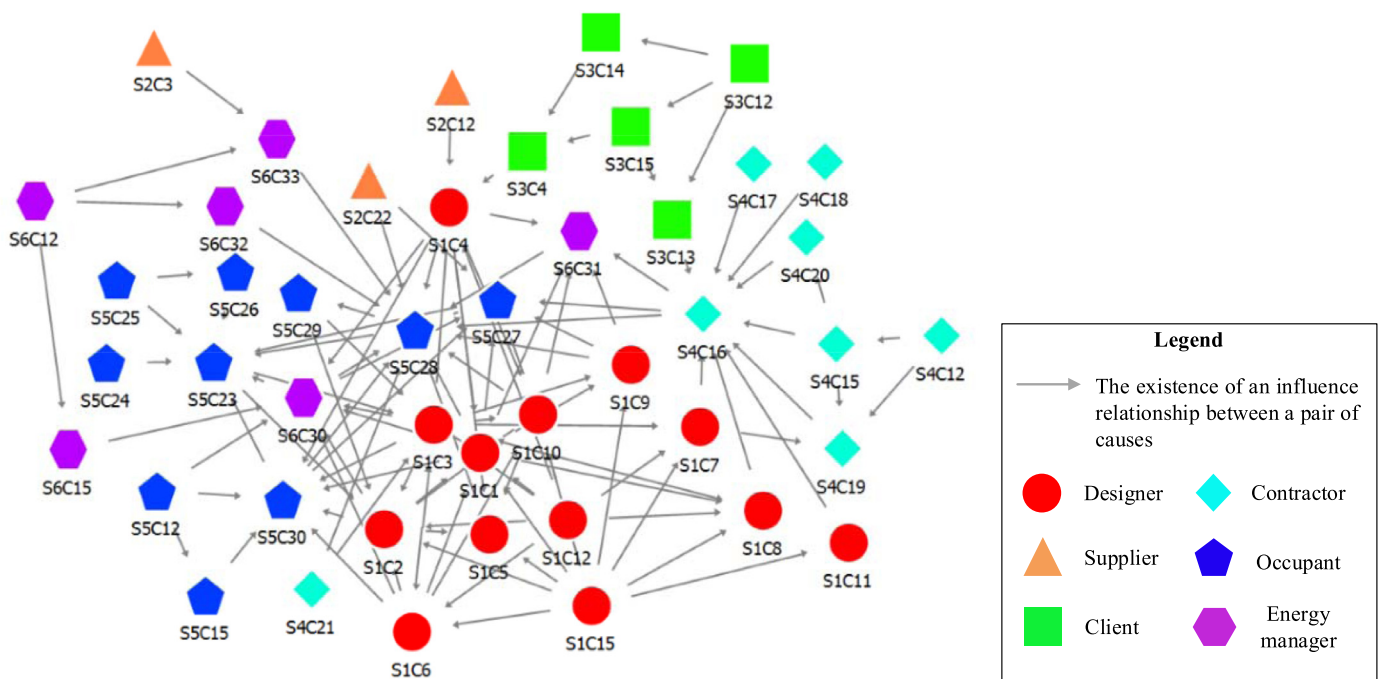 S2C3
S3C14
S3C12
S2C12
S3C15
S3C4
S6C33
S4C17
S4C18
S2C22
S6C12
S6C32
S1C4
S3C13
S6C31
S4C20
S5C25
S5C26
S5C29
S5C27
S4C16
S5C28
S4C15
S4C12
S5C24
S5C23
S1C9
S6C30
S1C3
S1C10
S1C7
S6C15
S1C1
S4C19
S5C12
S5C30
S1C2
S1C5
S1C12
S1C8
S1C11
S5C15
S4C21
S1C15
S1C6
Legend
The existence of an influence
relationship between a pair of
causes
Designer
Contractor
Supplier
Occupant
Client
Energy
manager